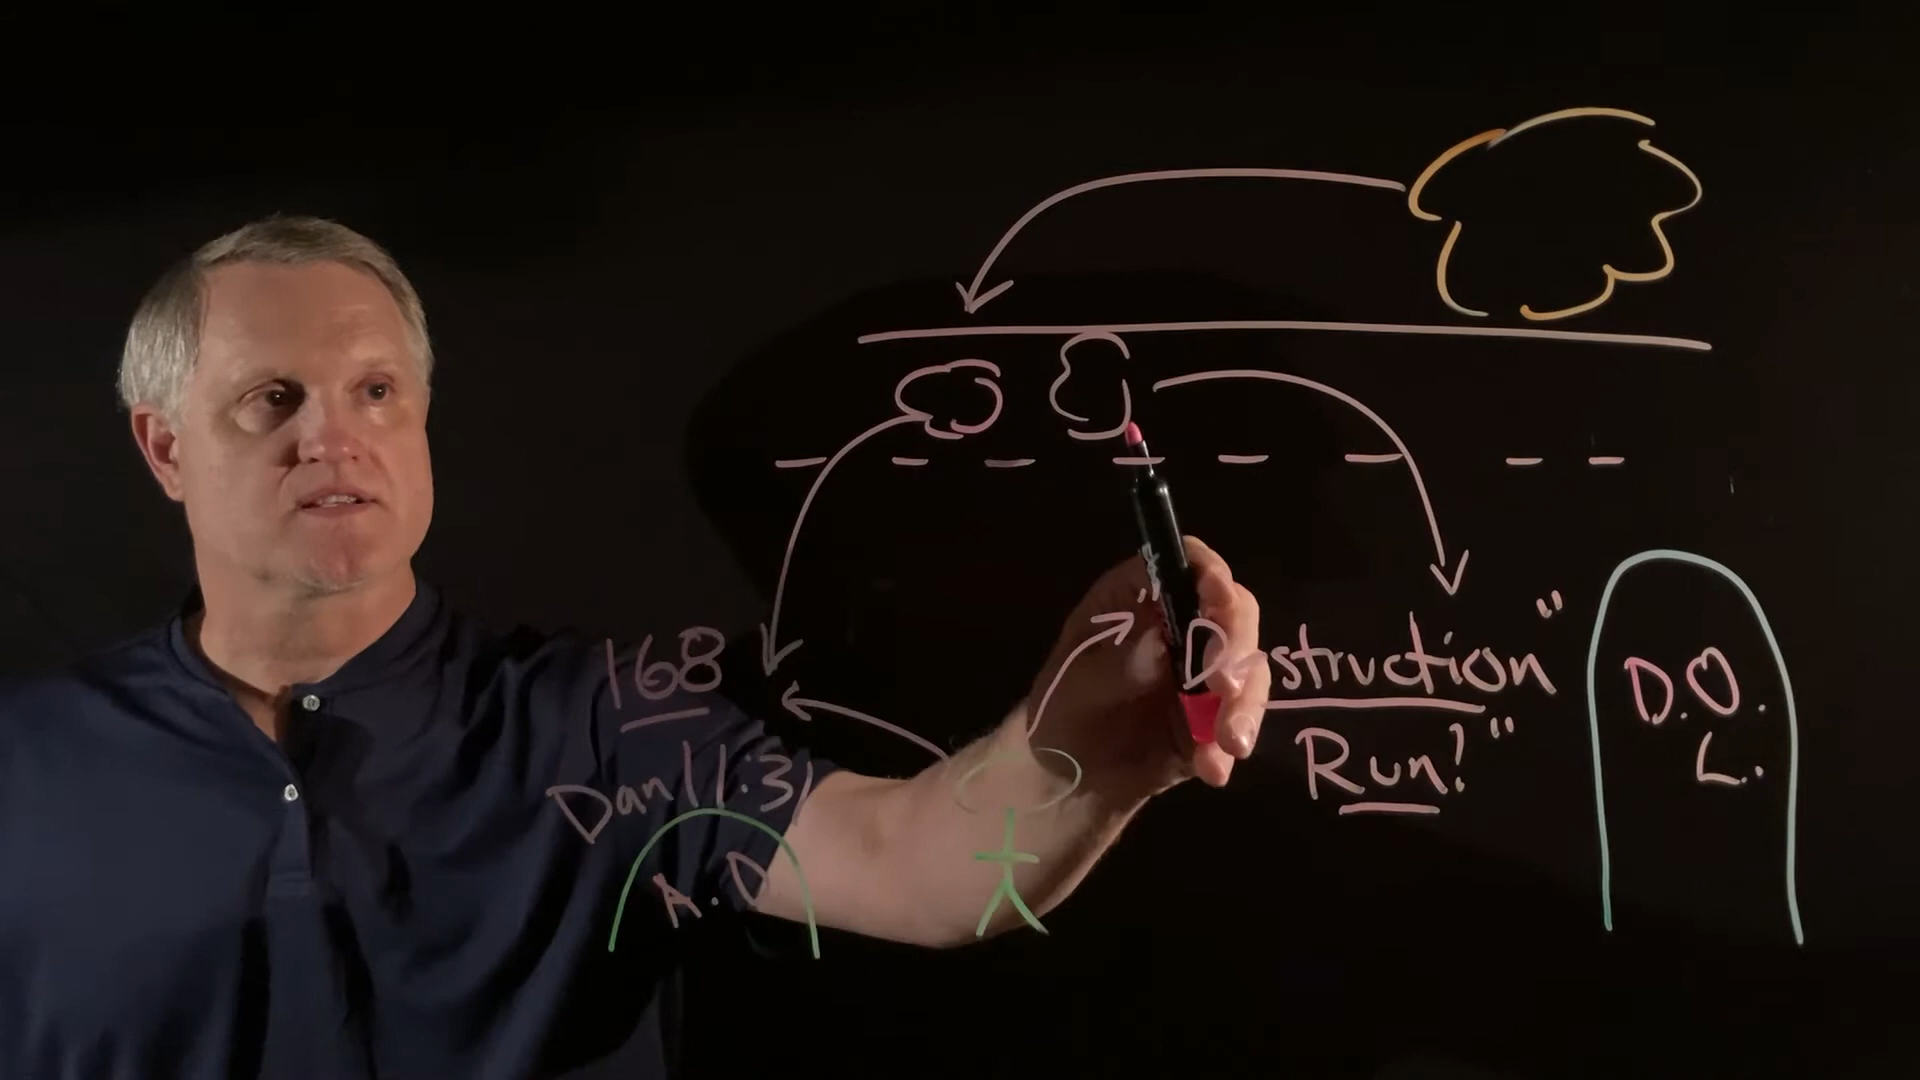 168
Dan 11:31
A.D
"Destruction"
Run?"
D.O.
L.